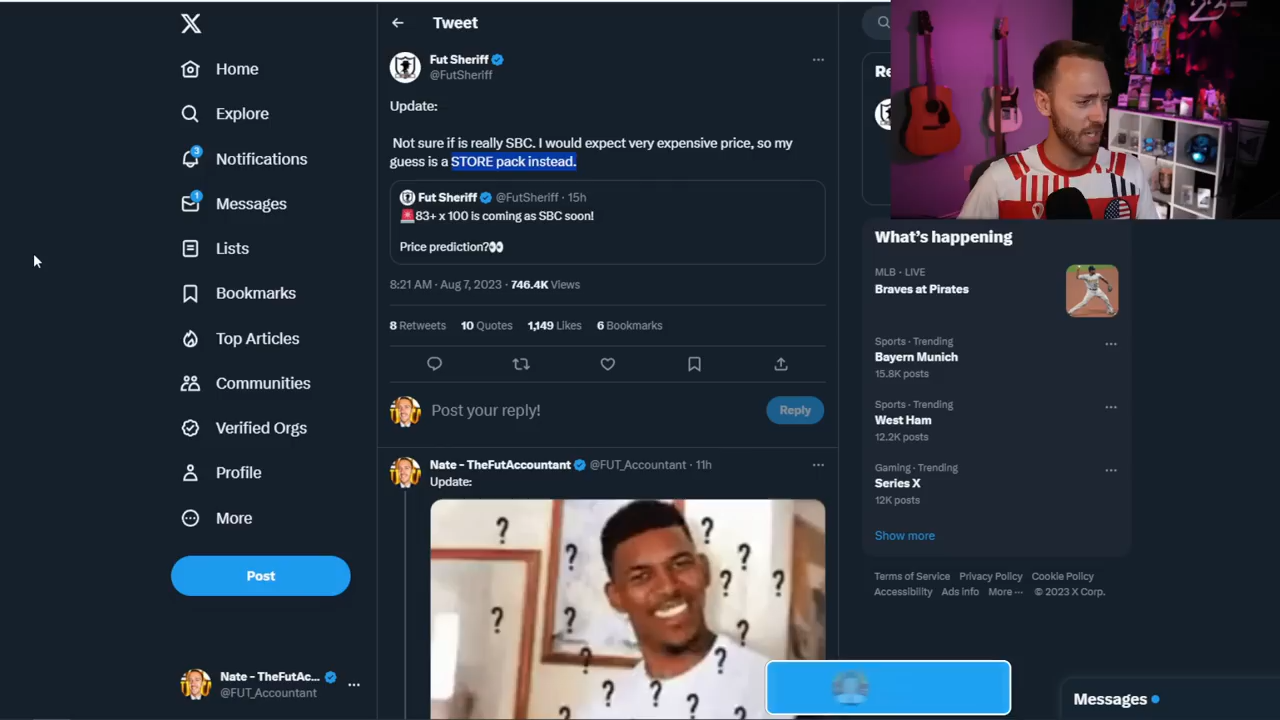 Home
Explore
3
Notifications
1
Messages
Lists
Bookmarks
Top Articles
Communities
Verified Orgs
Profile
More
Post
Nate - TheFutAc...
@FUT_Accountant
Tweet
Fut Sheriff
@FutSheriff
Update:
Not sure if is really SBC. I would expect very expensive price, so my
guess is a STORE pack instead.
Fut Sheriff @FutSheriff · 15h
🚨83+ x 100 is coming as SBC soon!
Price prediction?👀
8:21 AM · Aug 7, 2023 · 746.4K Views
8 Retweets 10 Quotes 1,149 Likes 6 Bookmarks
Post your reply!
Reply
Nate - TheFutAccountant @FUT_Accountant · 11h
Update:
? ? ? ? ? ? ? ? ? ? ? ?
Re
23
What's happening
MLB · LIVE
Braves at Pirates
Sports · Trending
Bayern Munich
15.8K posts
Sports · Trending
West Ham
12.2K posts
Gaming · Trending
Series X
12K posts
Show more
Terms of Service Privacy Policy Cookie Policy
Accessibility Ads info More ··· © 2023 X Corp.
Messages